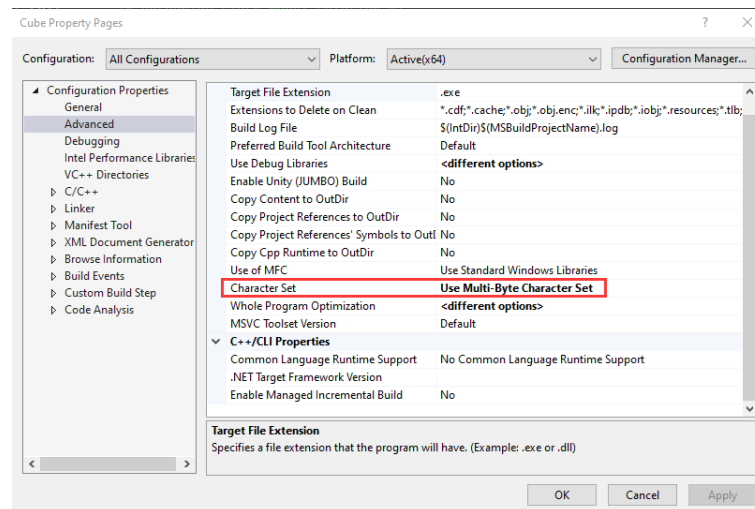 Cube Property Pages
? ×
Configuration: All Configurations Platform: Active(x64) Configuration Manager...
Configuration Properties
General
Advanced
Debugging
Intel Performance Libraries
VC++ Directories
C/C++
Linker
Manifest Tool
XML Document Generator
Browse Information
Build Events
Custom Build Step
Code Analysis
Target File Extension .exe
Extensions to Delete on Clean *.cdf;*.cache;*.obj;*.obj.enc;*.ilk;*.ipdb;*.iobj;*.resources;*.tlb;
Build Log File $(IntDir)$(MSBuildProjectName).log
Preferred Build Tool Architecture Default
Use Debug Libraries <different options>
Enable Unity (JUMBO) Build No
Copy Content to OutDir No
Copy Project References to OutDir No
Copy Project References' Symbols to Outl No
Copy Cpp Runtime to OutDir No
Use of MFC Use Standard Windows Libraries
Character Set Use Multi-Byte Character Set
Whole Program Optimization <different options>
MSVC Toolset Version Default
C++/CLI Properties
Common Language Runtime Support No Common Language Runtime Support
.NET Target Framework Version
Enable Managed Incremental Build No
Target File Extension
Specifies a file extension that the program will have. (Example: .exe or .dll)
OK Cancel Apply